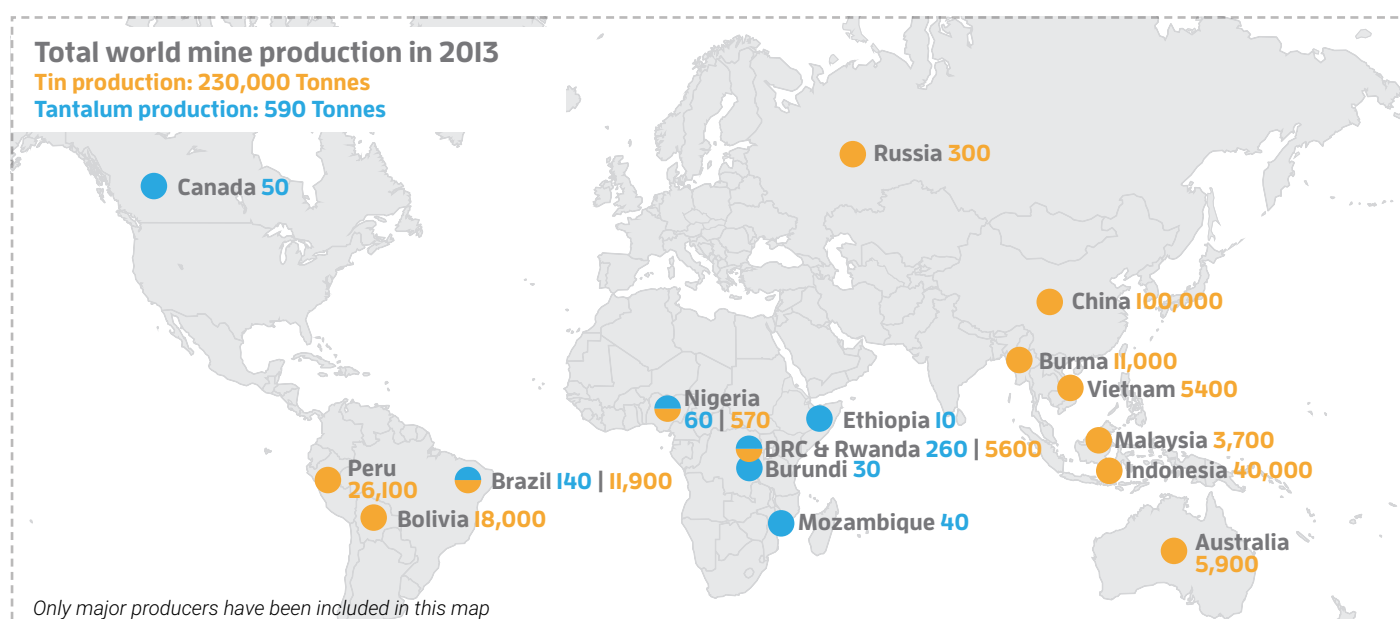 Total world mine production in 2013
Tin production: 230,000 Tonnes
Tantalum production: 590 Tonnes
Russia 300
Canada 50
China 100,000
Burma 11,000
Vietnam 5400
Nigeria
60 | 570
Ethiopia 10
Malaysia 3,700
DRC & Rwanda 260 | 5600
Burundi 30
Indonesia 40,000
Peru
26,100
Brazil 140 | 11,900
Bolivia 18,000
Mozambique 40
Australia
5,900
Only major producers have been included in this map